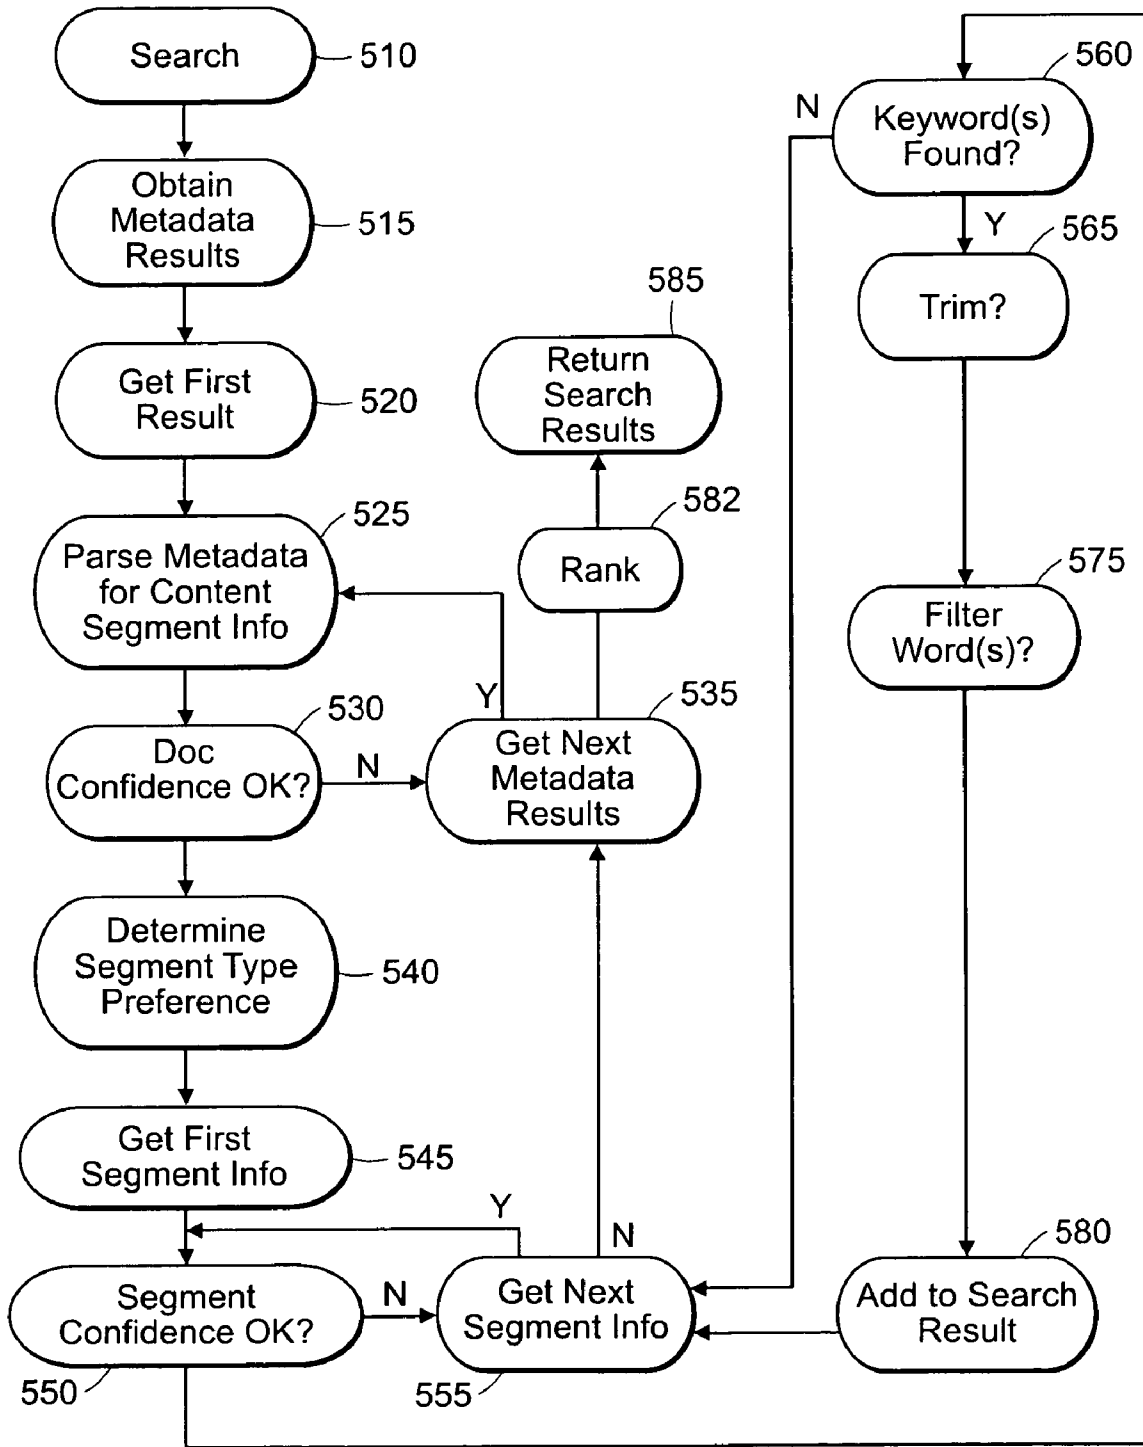 Search
510
Obtain
Metadata
Results
515
Get First
Result
520
Parse Metadata
for Content
Segment Info
525
Doc
Confidence OK?
530
N
Determine
Segment Type
Preference
540
Get First
Segment Info
545
Segment
Confidence OK?
550
N
585
Return
Search
Results
582
Rank
Y
535
Get Next
Metadata
Results
Y
N
Get Next
Segment Info
555
560
N
Keyword(s)
Found?
Y
565
Trim?
575
Filter
Word(s)?
580
Add to Search
Result